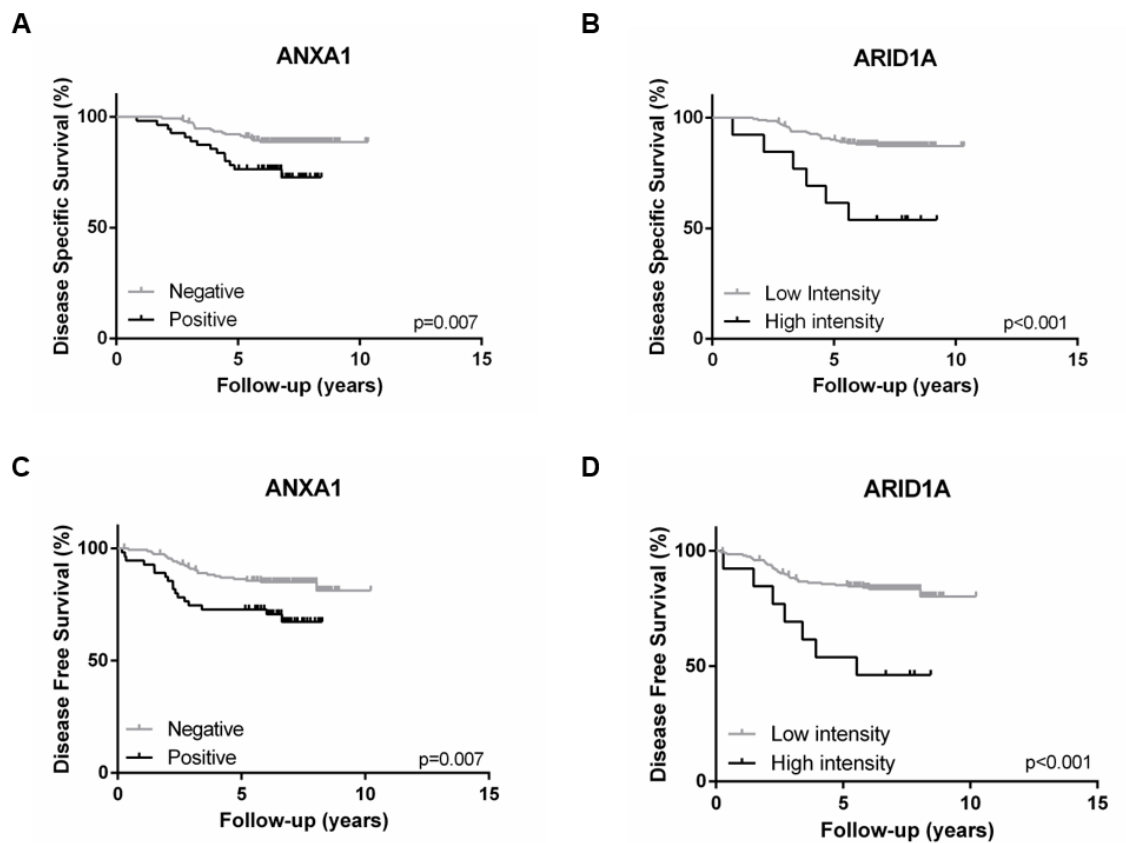 A
ANXA1
Disease Specific Survival (%)
100
50
0
Negative
Positive
p=0.007
0 5 10 15
Follow-up (years)
B
ARID1A
Disease Specific Survival (%)
100
50
0
Low Intensity
High intensity
p<0.001
0 5 10 15
Follow-up (years)
C
ANXA1
Disease Free Survival (%)
100
50
0
Negative
Positive
p=0.007
0 5 10 15
Follow-up (years)
D
ARID1A
Disease Free Survival (%)
100
50
0
Low intensity
High intensity
p<0.001
0 5 10 15
Follow-up (years)